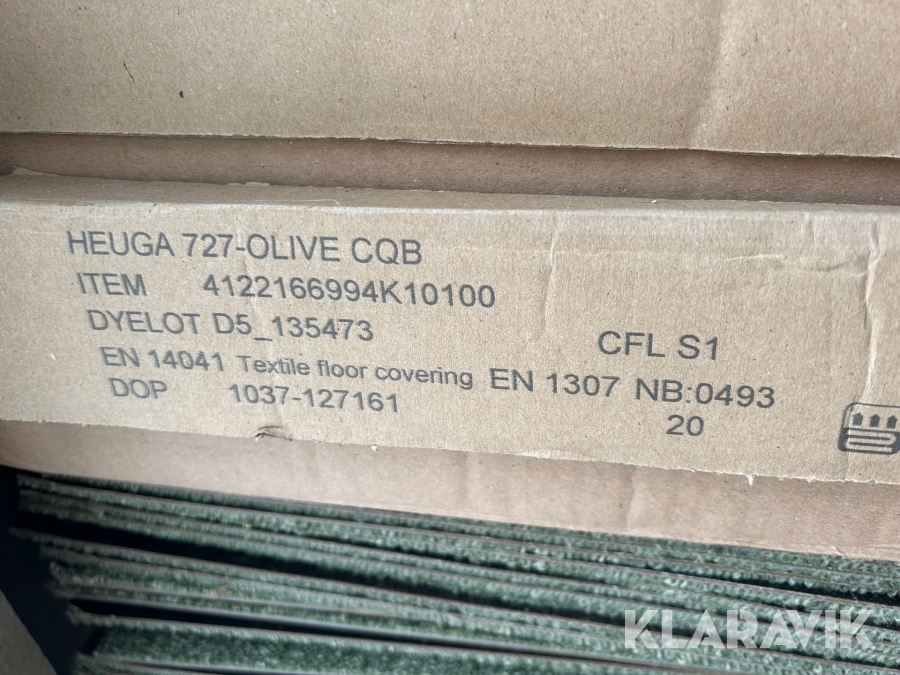 HEUGA 727-OLIVE CQB
ITEM 4122166994K10100
DYELOT D5_135473 CFL S1
EN 14041 Textile floor covering EN 1307 NB:0493
DOP 1037-127161 20
KLARAVIK